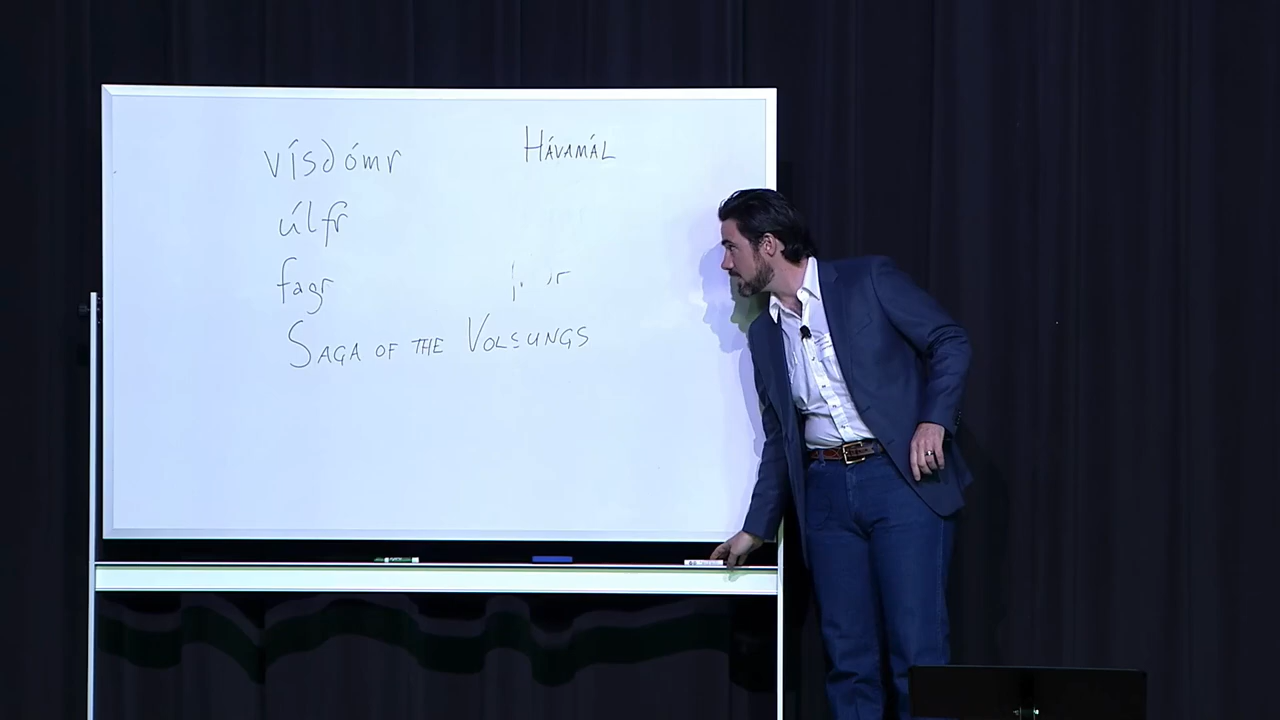 vísdómr
Hávamál
úlfr
fagr
Saga of the Volsungs